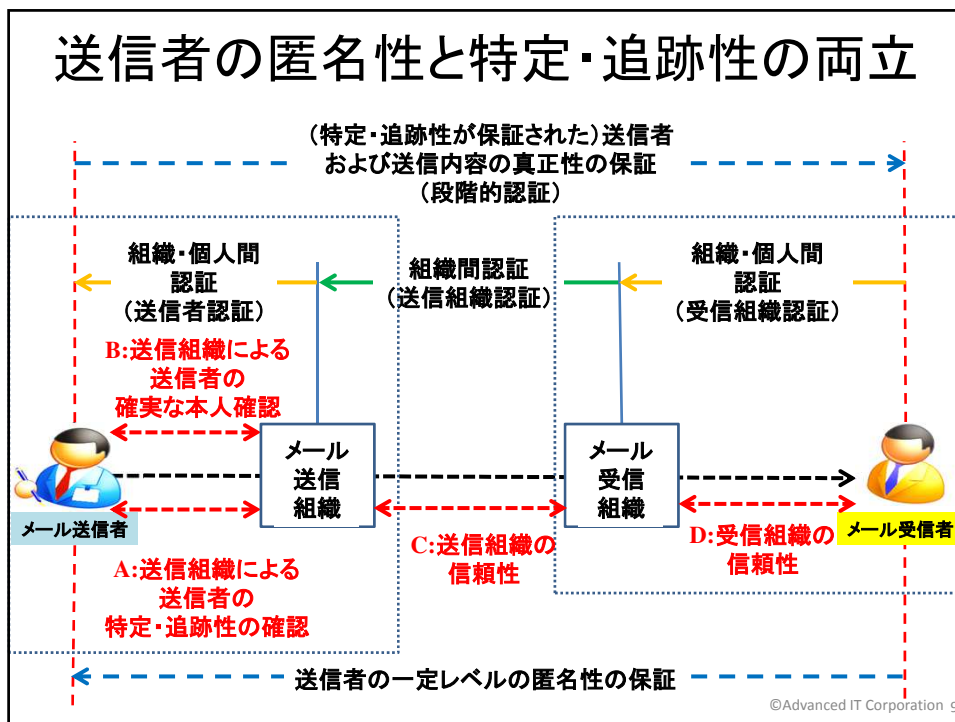 送信者の匿名性と特定・追跡性の両立
(特定・追跡性が保証された)送信者
および送信内容の真正性の保証
(段階的認証)
組織・個人間
認証
(送信者認証)
組織間認証
(送信組織認証)
組織・個人間
認証
(受信組織認証)
B:送信組織による
送信者の
確実な本人確認
メール
送信
組織
メール
受信
組織
メール送信者
メール受信者
C:送信組織の
信頼性
D:受信組織の
信頼性
A:送信組織による
送信者の
特定・追跡性の確認
送信者の一定レベルの匿名性の保証
©Advanced IT Corporation 9